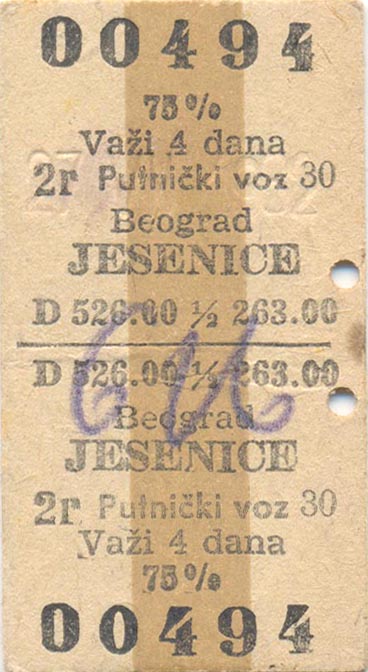 00494
75%
Važi 4 dana
2r Putnički voz 30
Beograd
JESENICE
D 526.00 ½ 263.00
D 526.00 ½ 263.00
Beograd
JESENICE
2r Putnički voz 30
Važi 4 dana
75%
00494